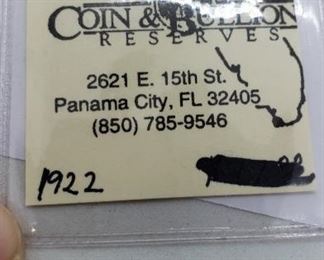 COIN & BULLION
RESERVES
2621 E. 15th St.
Panama City, FL 32405
(850) 785-9546
1922